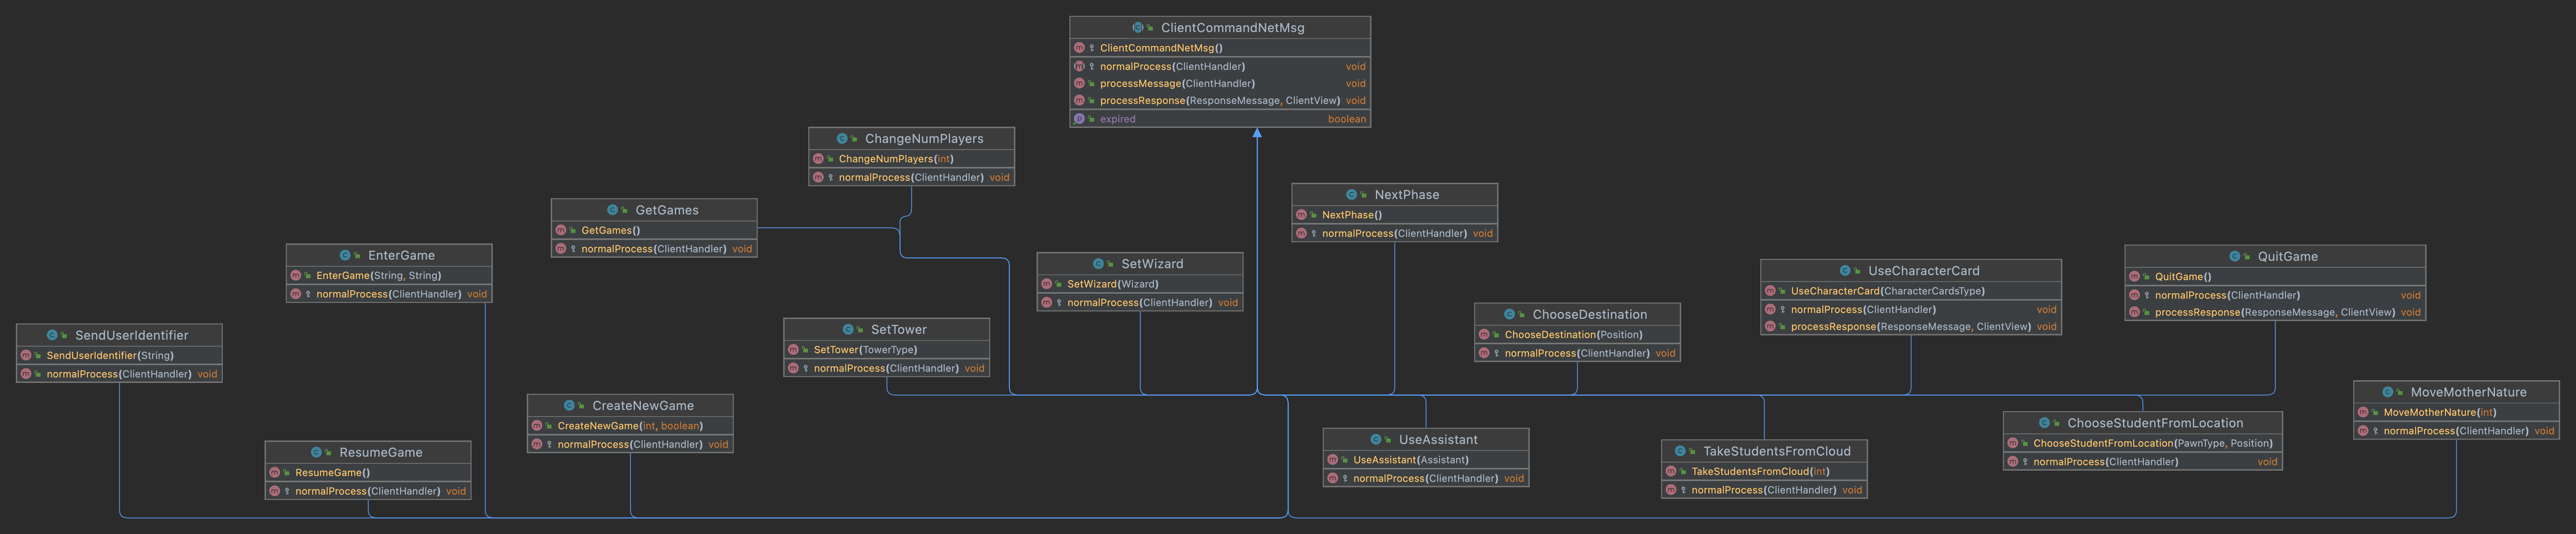 ClientCommandNetMsg
ClientCommandNetMsg()
normalProcess(ClientHandler) void
processMessage(ClientHandler) void
processResponse(ResponseMessage, ClientView) void
expired boolean
ChangeNumPlayers
ChangeNumPlayers(int)
normalProcess(ClientHandler) void
NextPhase
NextPhase()
normalProcess(ClientHandler) void
GetGames
GetGames()
normalProcess(ClientHandler) void
EnterGame
EnterGame(String, String)
normalProcess(ClientHandler) void
QuitGame
QuitGame()
normalProcess(ClientHandler) void
processResponse(ResponseMessage, ClientView) void
SetWizard
SetWizard(Wizard)
normalProcess(ClientHandler) void
UseCharacterCard
UseCharacterCard(CharacterCardsType)
normalProcess(ClientHandler) void
processResponse(ResponseMessage, ClientView) void
ChooseDestination
ChooseDestination(Position)
normalProcess(ClientHandler) void
SetTower
SetTower(TowerType)
normalProcess(ClientHandler) void
SendUserIdentifier
SendUserIdentifier(String)
normalProcess(ClientHandler) void
MoveMotherNature
MoveMotherNature(int)
normalProcess(ClientHandler) void
CreateNewGame
CreateNewGame(int, boolean)
normalProcess(ClientHandler) void
ChooseStudentFromLocation
ChooseStudentFromLocation(PawnType, Position)
normalProcess(ClientHandler) void
UseAssistant
UseAssistant(Assistant)
normalProcess(ClientHandler) void
TakeStudentsFromCloud
TakeStudentsFromCloud(int)
normalProcess(ClientHandler) void
ResumeGame
ResumeGame()
normalProcess(ClientHandler) void